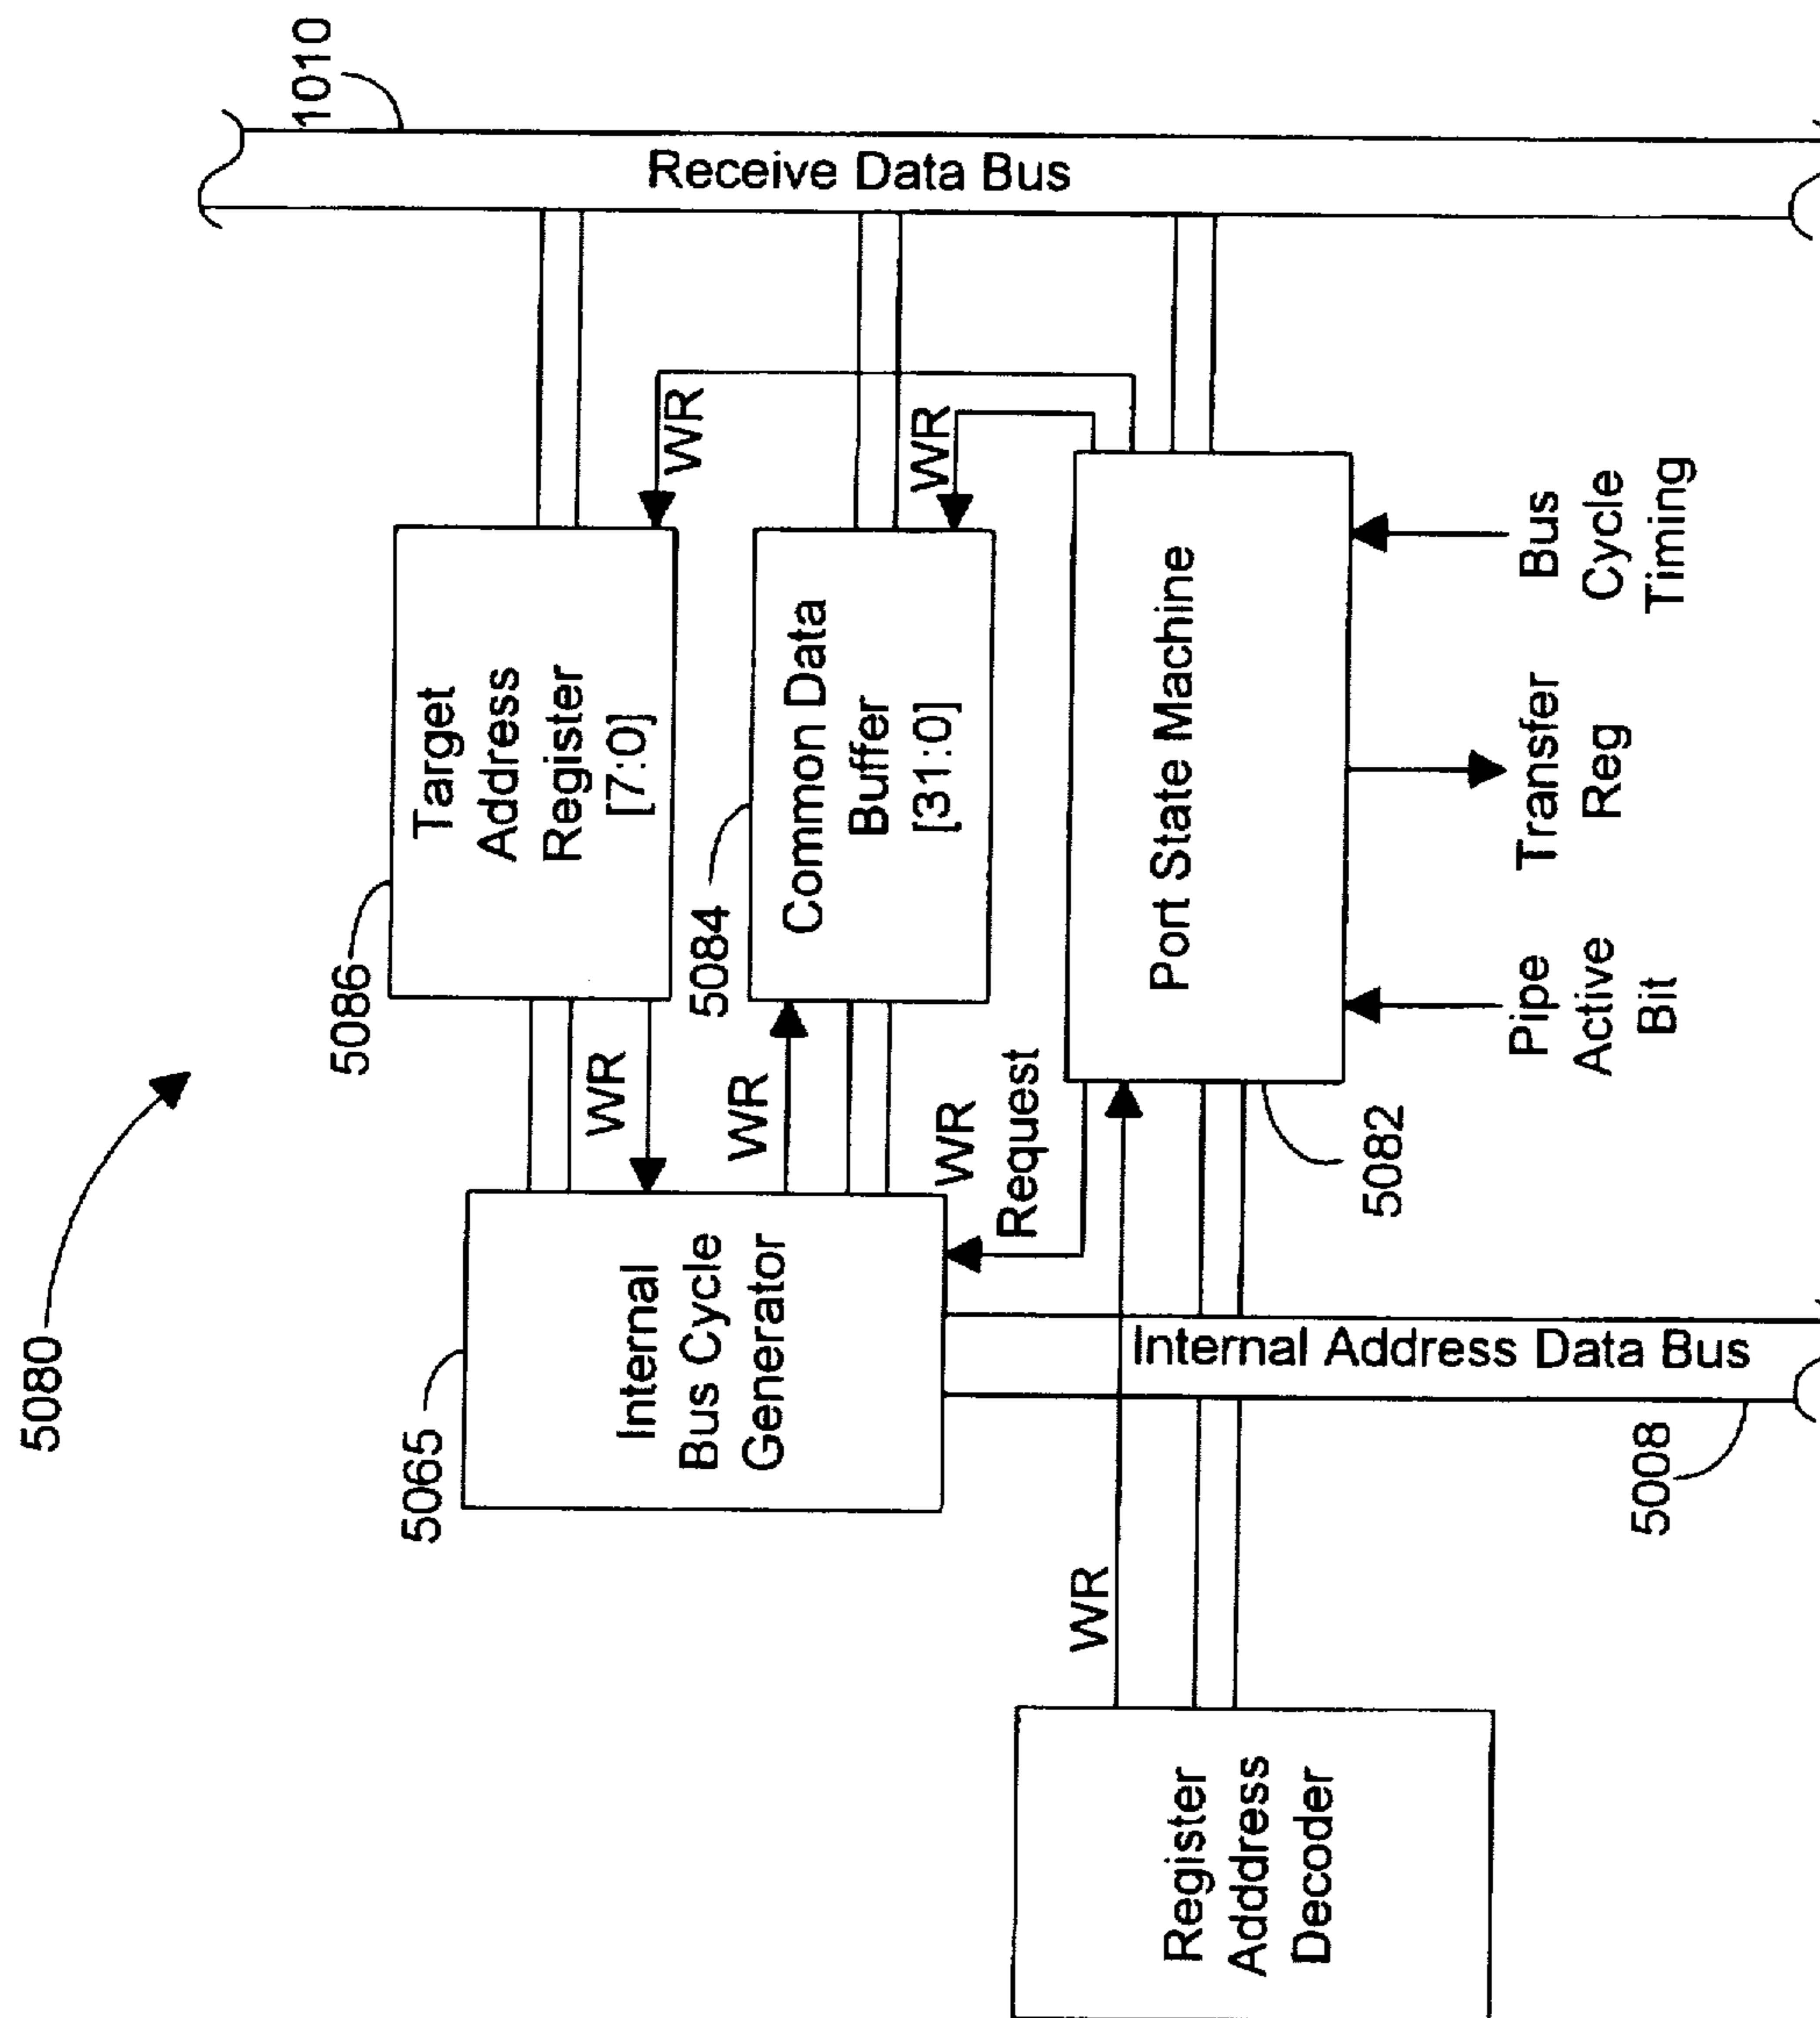 5080
5065
Internal
Bus Cycle
Generator
5086
Target
Address
Register
[7:0]
WR
WR
5084
Common Data
Buffer
[31:0]
WR
WR
WR
Request
1010
Receive Data Bus
Register
Adddress
Decoder
WR
Internal Address Data Bus
5008
Port State Machine
5082
Pipe
Active
Bit
Transfer
Reg
Bus
Cycle
Timing